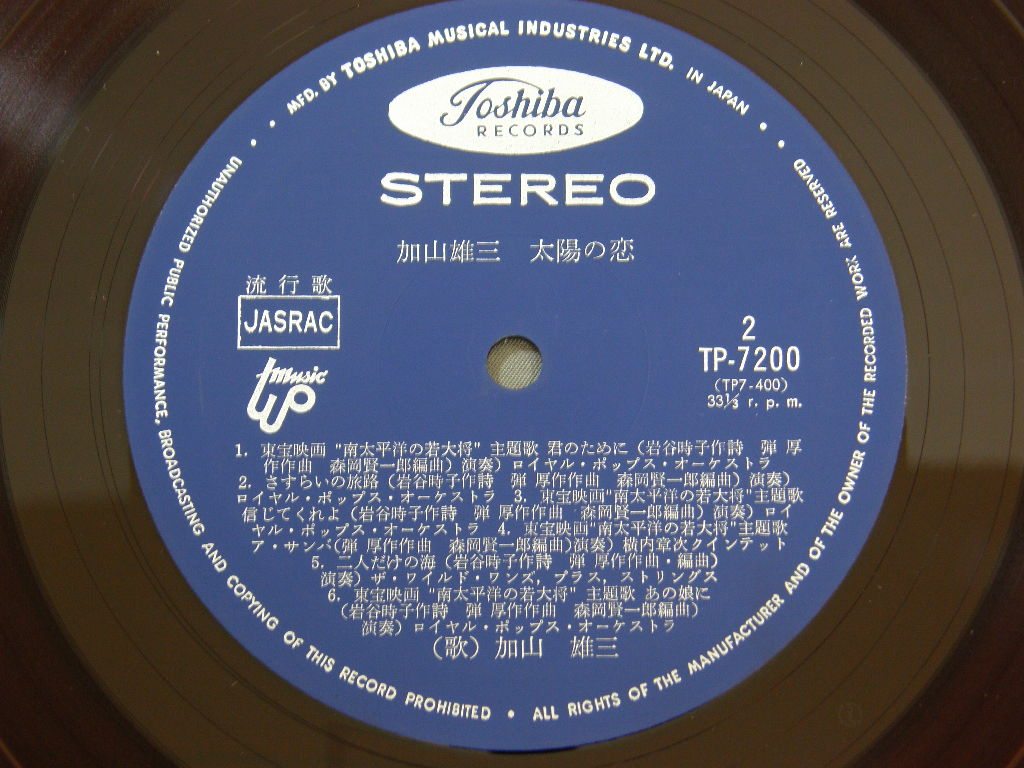 MFD. BY TOSHIBA MUSICAL INDUSTRIES LTD. IN JAPAN
Toshiba
RECORDS
STEREO
加山雄三 太陽の恋
流行歌
JASRAC
music
up
2
TP-7200
(TP7-400)
33⅓ r. p. m.
1. 東宝映画 "南太平洋の若大将" 主題歌 君のために (岩谷時子作詩 弾 厚
作作曲 森岡賢一郎編曲) 演奏) ロイヤル・ポップス・オーケストラ
2. さすらいの旅路 (岩谷時子作詩 弾 厚作作曲 森岡賢一郎編曲) 演奏)
ロイヤル・ポップス・オーケストラ 3. 東宝映画"南太平洋の若大将"主題歌
信じてくれよ (岩谷時子作詩 弾 厚作作曲 森岡賢一郎編曲) 演奏) ロイ
ヤル・ポップス・オーケストラ 4. 東宝映画"南太平洋の若大将"主題歌
ア・サンバ(弾 厚作作曲 森岡賢一郎編曲)演奏) 横内章次クインテット
5. 二人だけの海 (岩谷時子作詩 弾 厚作作曲・編曲)
演奏) ザ・ワイルド・ワンズ, プラス, ストリングス
6. 東宝映画 "南太平洋の若大将" 主題歌 あの娘に
(岩谷時子作詩 弾 厚作作曲 森岡賢一郎編曲)
演奏) ロイヤル・ポップス・オーケストラ
(歌) 加山 雄三
UNAUTHORIZED PUBLIC PERFORMANCE, BROADCASTING AND COPYING OF THIS RECORD PROHIBITED • ALL RIGHTS OF THE MANUFACTURER AND OF THE OWNER OF THE RECORDED WORK ARE RESERVED